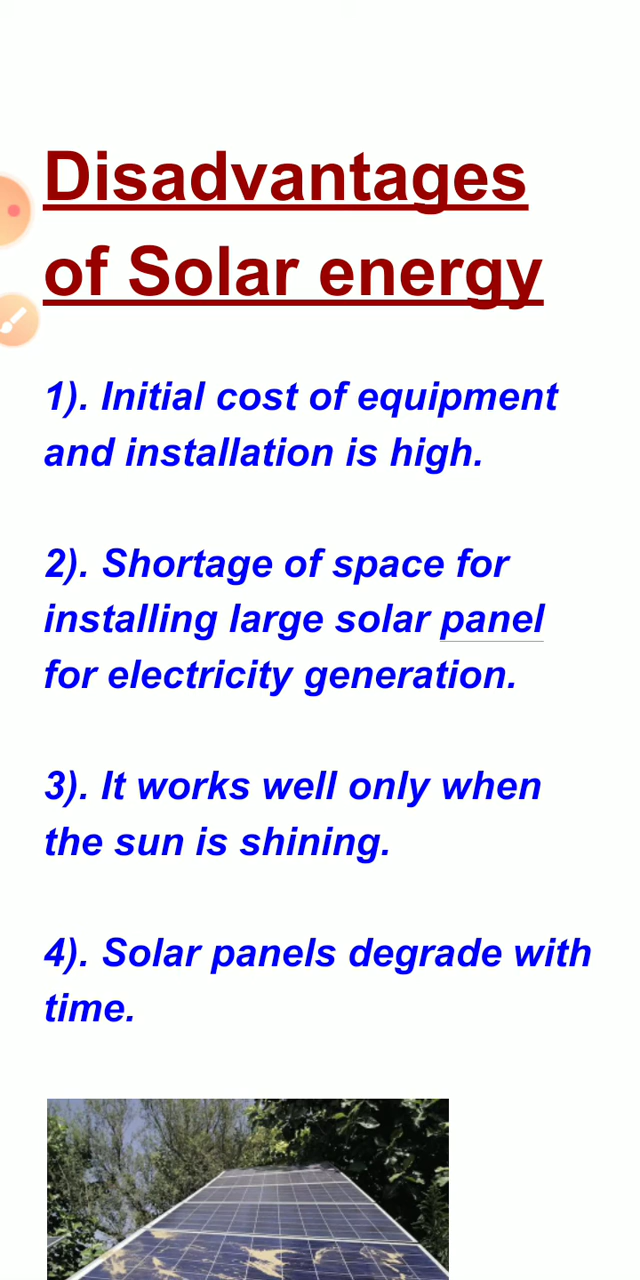 Disadvantages
of Solar energy
1). Initial cost of equipment
and installation is high.
2). Shortage of space for
installing large solar panel
for electricity generation.
3). It works well only when
the sun is shining.
4). Solar panels degrade with
time.